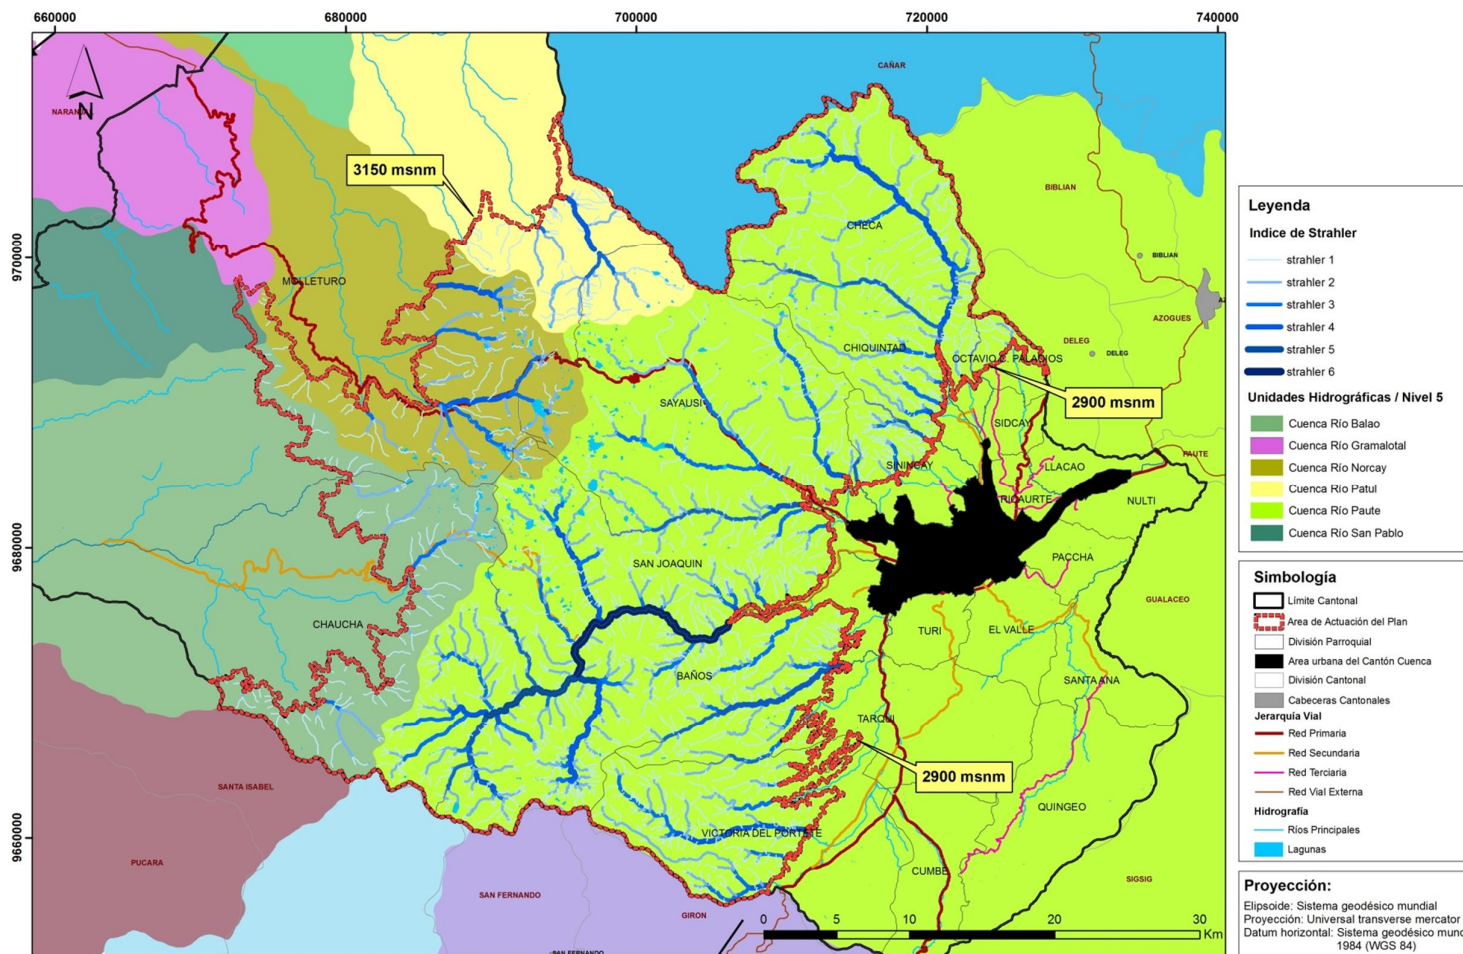 660000
680000
700000
720000
740000
9700000
9680000
9660000
N
CAÑAR
3150 msnm
BIBLIAN
CHECA
BIBLIAN
MOLLETURO
AZOGUES
DELEG
DELEG
CHIQUINTAD
OCTAVIO C. PALADIOS
2900 msnm
SAYAUSI
SIDCAY
SININCAY
LLACAO
PAUTE
RICAURTE
NULTI
SAN JOAQUIN
PACCHA
GUALACEO
CHAUCHA
TURI
EL VALLE
BAÑOS
SANTA ANA
TARQUI
2900 msnm
SANTA ISABEL
QUINGEO
VICTORIA DEL PORTETE
PUCARA
CUMBE
SIGSIG
SAN FERNANDO
GIRON
SAN FERNANDO
0 5 10 20 30
Km
Leyenda
Indice de Strahler
strahler 1
strahler 2
strahler 3
strahler 4
strahler 5
strahler 6
Unidades Hidrográficas / Nivel 5
Cuenca Río Balao
Cuenca Río Gramalotal
Cuenca Río Norcay
Cuenca Río Patul
Cuenca Río Paute
Cuenca Río San Pablo
Simbología
Límite Cantonal
Area de Actuación del Plan
División Parroquial
Area urbana del Cantón Cuenca
División Cantonal
Cabeceras Cantonales
Jerarquía Vial
Red Primaria
Red Secundaria
Red Terciaria
Red Vial Externa
Hidrografía
Ríos Principales
Lagunas
Proyección:
Elipsoide: Sistema geodésico mundial
Proyección: Universal transverse mercator
Datum horizontal: Sistema geodésico mun
1984 (WGS 84)